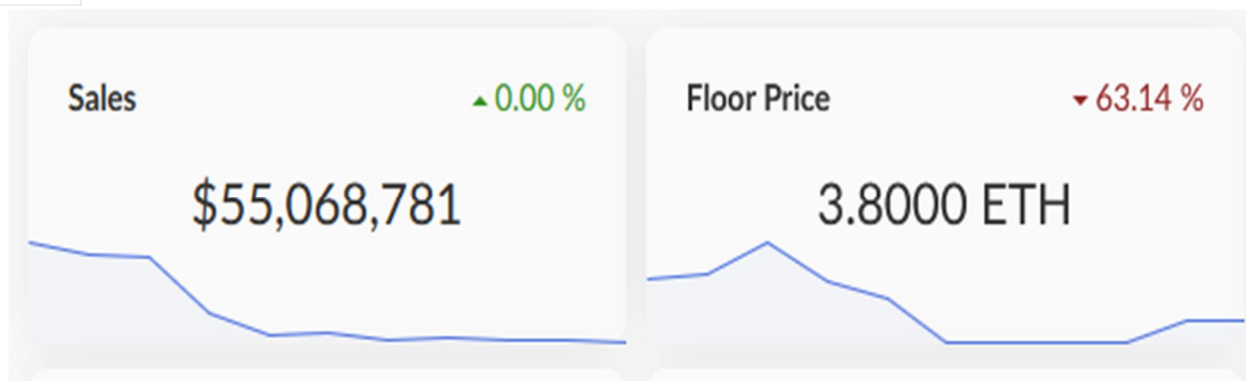 Sales ▲ 0.00 %
$55,068,781
Floor Price ▼ 63.14 %
3.8000 ETH